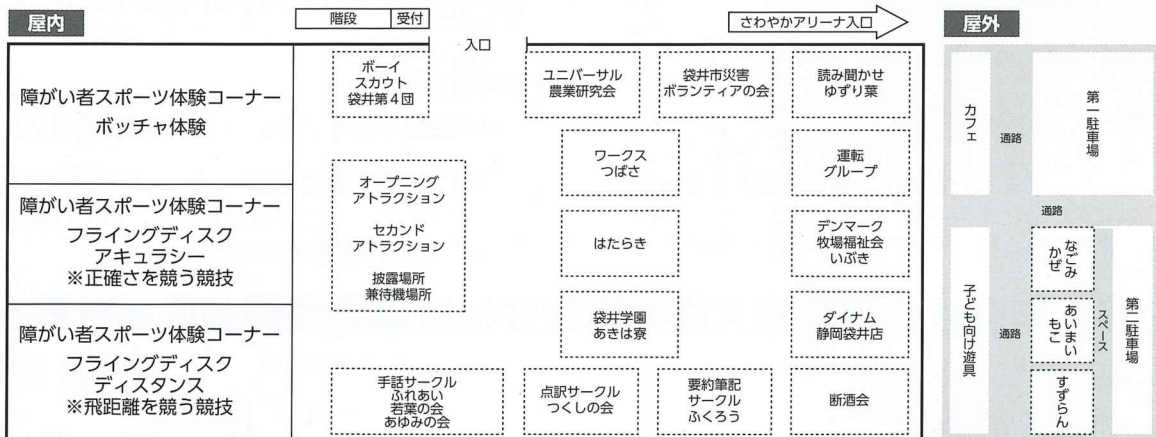 屋内
階段
受付
入口
さわやかアリーナ入口
障がい者スポーツ体験コーナー
ボッチャ体験
障がい者スポーツ体験コーナー
フライングディスク
アキュラシー
※正確さを競う競技
障がい者スポーツ体験コーナー
フライングディスク
ディスタンス
※飛距離を競う競技
ボーイ
スカウト
袋井第4団
ユニバーサル
農業研究会
袋井市災害
ボランティアの会
読み聞かせ
ゆずり葉
オープニング
アトラクション
セカンド
アトラクション
披露場所
兼待機場所
ワークス
つばさ
運転
グループ
はたらき
デンマーク
牧場福祉会
いぶき
袋井学園
あきは寮
ダイナム
静岡袋井店
手話サークル
ふれあい
若葉の会
あゆみの会
点訳サークル
つくしの会
要約筆記
サークル
ふくろう
断酒会
屋外
カフェ
通路
第一駐車場
通路
子ども向け遊具
通路
なごみ
かぜ
あいまい
もこ
すずらん
スペース
第二駐車場